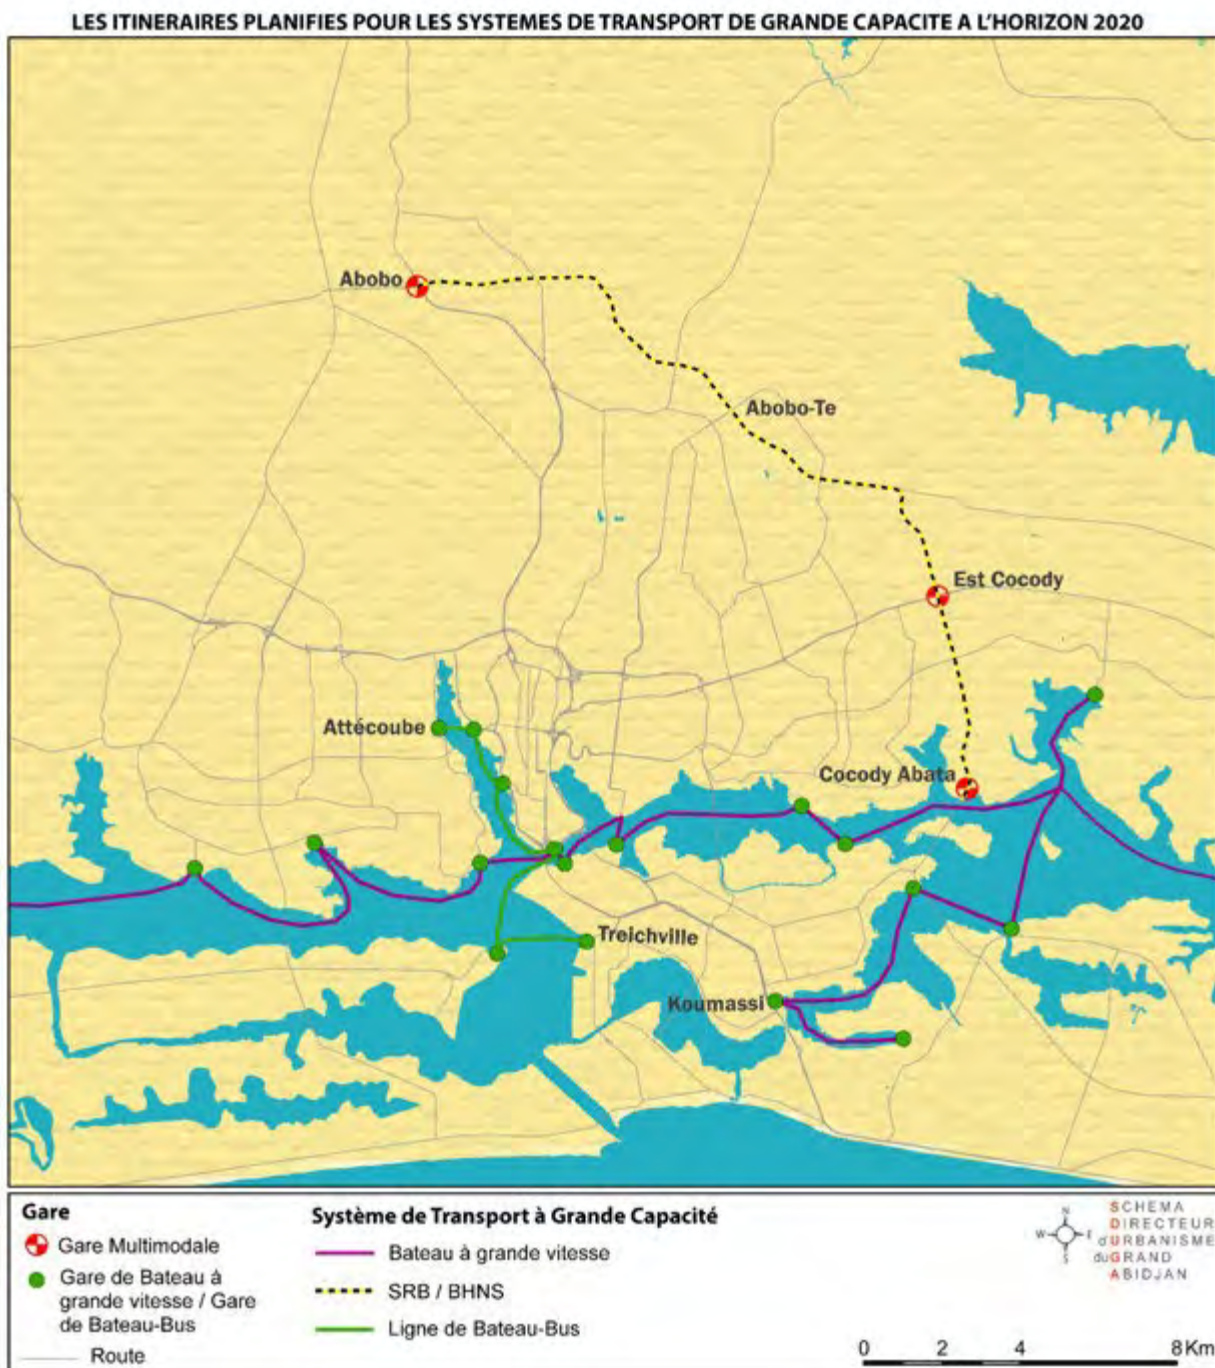 LES ITINERAIRES PLANIFIES POUR LES SYSTEMES DE TRANSPORT DE GRANDE CAPACITE A L'HORIZON 2020
Abobo
Abobo-Te
Est Cocody
Attécoube
Cocody Abata
Treichville
Koumassi
Gare
Gare Multimodale
Gare de Bateau à
grande vitesse / Gare
de Bateau-Bus
Route
Système de Transport à Grande Capacité
Bateau à grande vitesse
SRB / BHNS
Ligne de Bateau-Bus
N
W E
S
SCHEMA
DIRECTEUR
d'URBANISME
du GRAND
ABIDJAN
0 2 4 8 Km